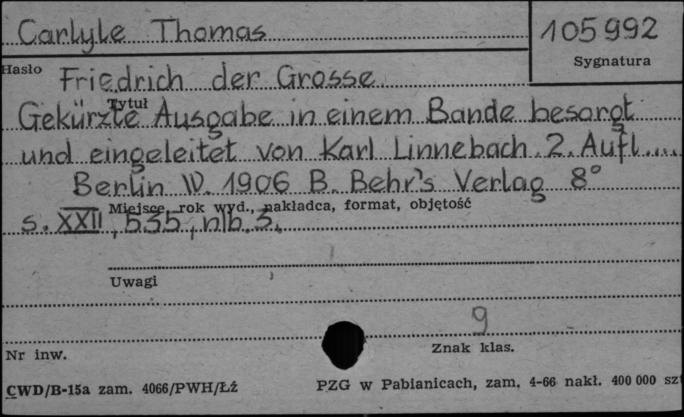 Carlyle Thomas
105992
Sygnatura
Hasło
Friedrich der Grosse
Tytuł
Gekürzte Ausgabe in einem Bande besorgt
und eingeleitet von Karl Linnebach. 2. Aufl....
Berlin W. 1906 B. Behr's Verlag 8°
Miejsce, rok wyd., nakładca, format, objętość
s. XXII, 535, nlb. 3.
Uwagi
9
Nr inw.
Znak klas.
CWD/B-15a zam. 4066/PWH/ŁŻ
PZG w Pabianicach, zam. 4-66 nakł. 400 000 szt